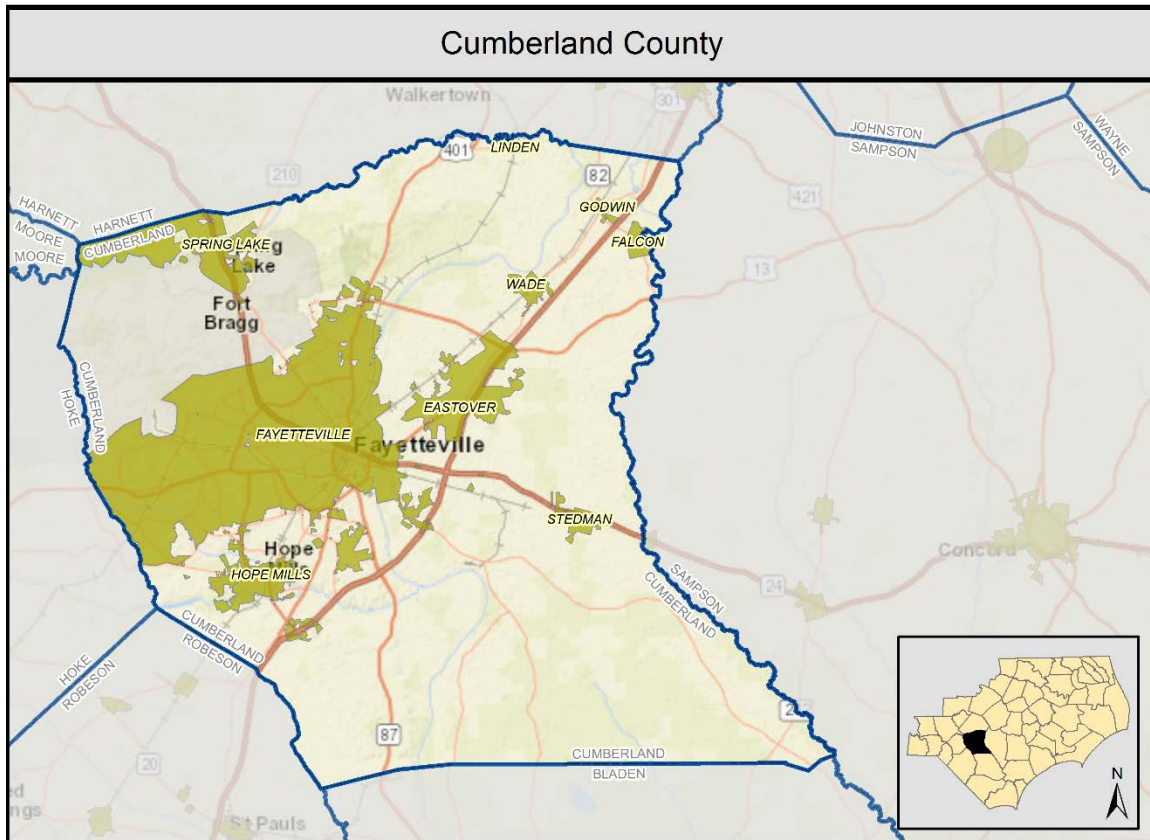 Cumberland County
Walkertown
301
JOHNSTON
SAMPSON
WAYNE
SAMPSON
LINDEN
401
210
82
421
HARNETT
MOORE
MOORE
HARNETT
CUMBERLAND
GODWIN
FALCON
SPRING LAKE
Lake
13
WADE
Fort
Bragg
CUMBERLAND
HOKE
EASTOVER
FAYETTEVILLE
Fayetteville
STEDMAN
Hope
HOPE MILLS
Concord
24
SAMPSON
CUMBERLAND
CUMBERLAND
ROBESON
HOKE
ROBESON
87
CUMBERLAND
BLADEN
20
St Pauls
N